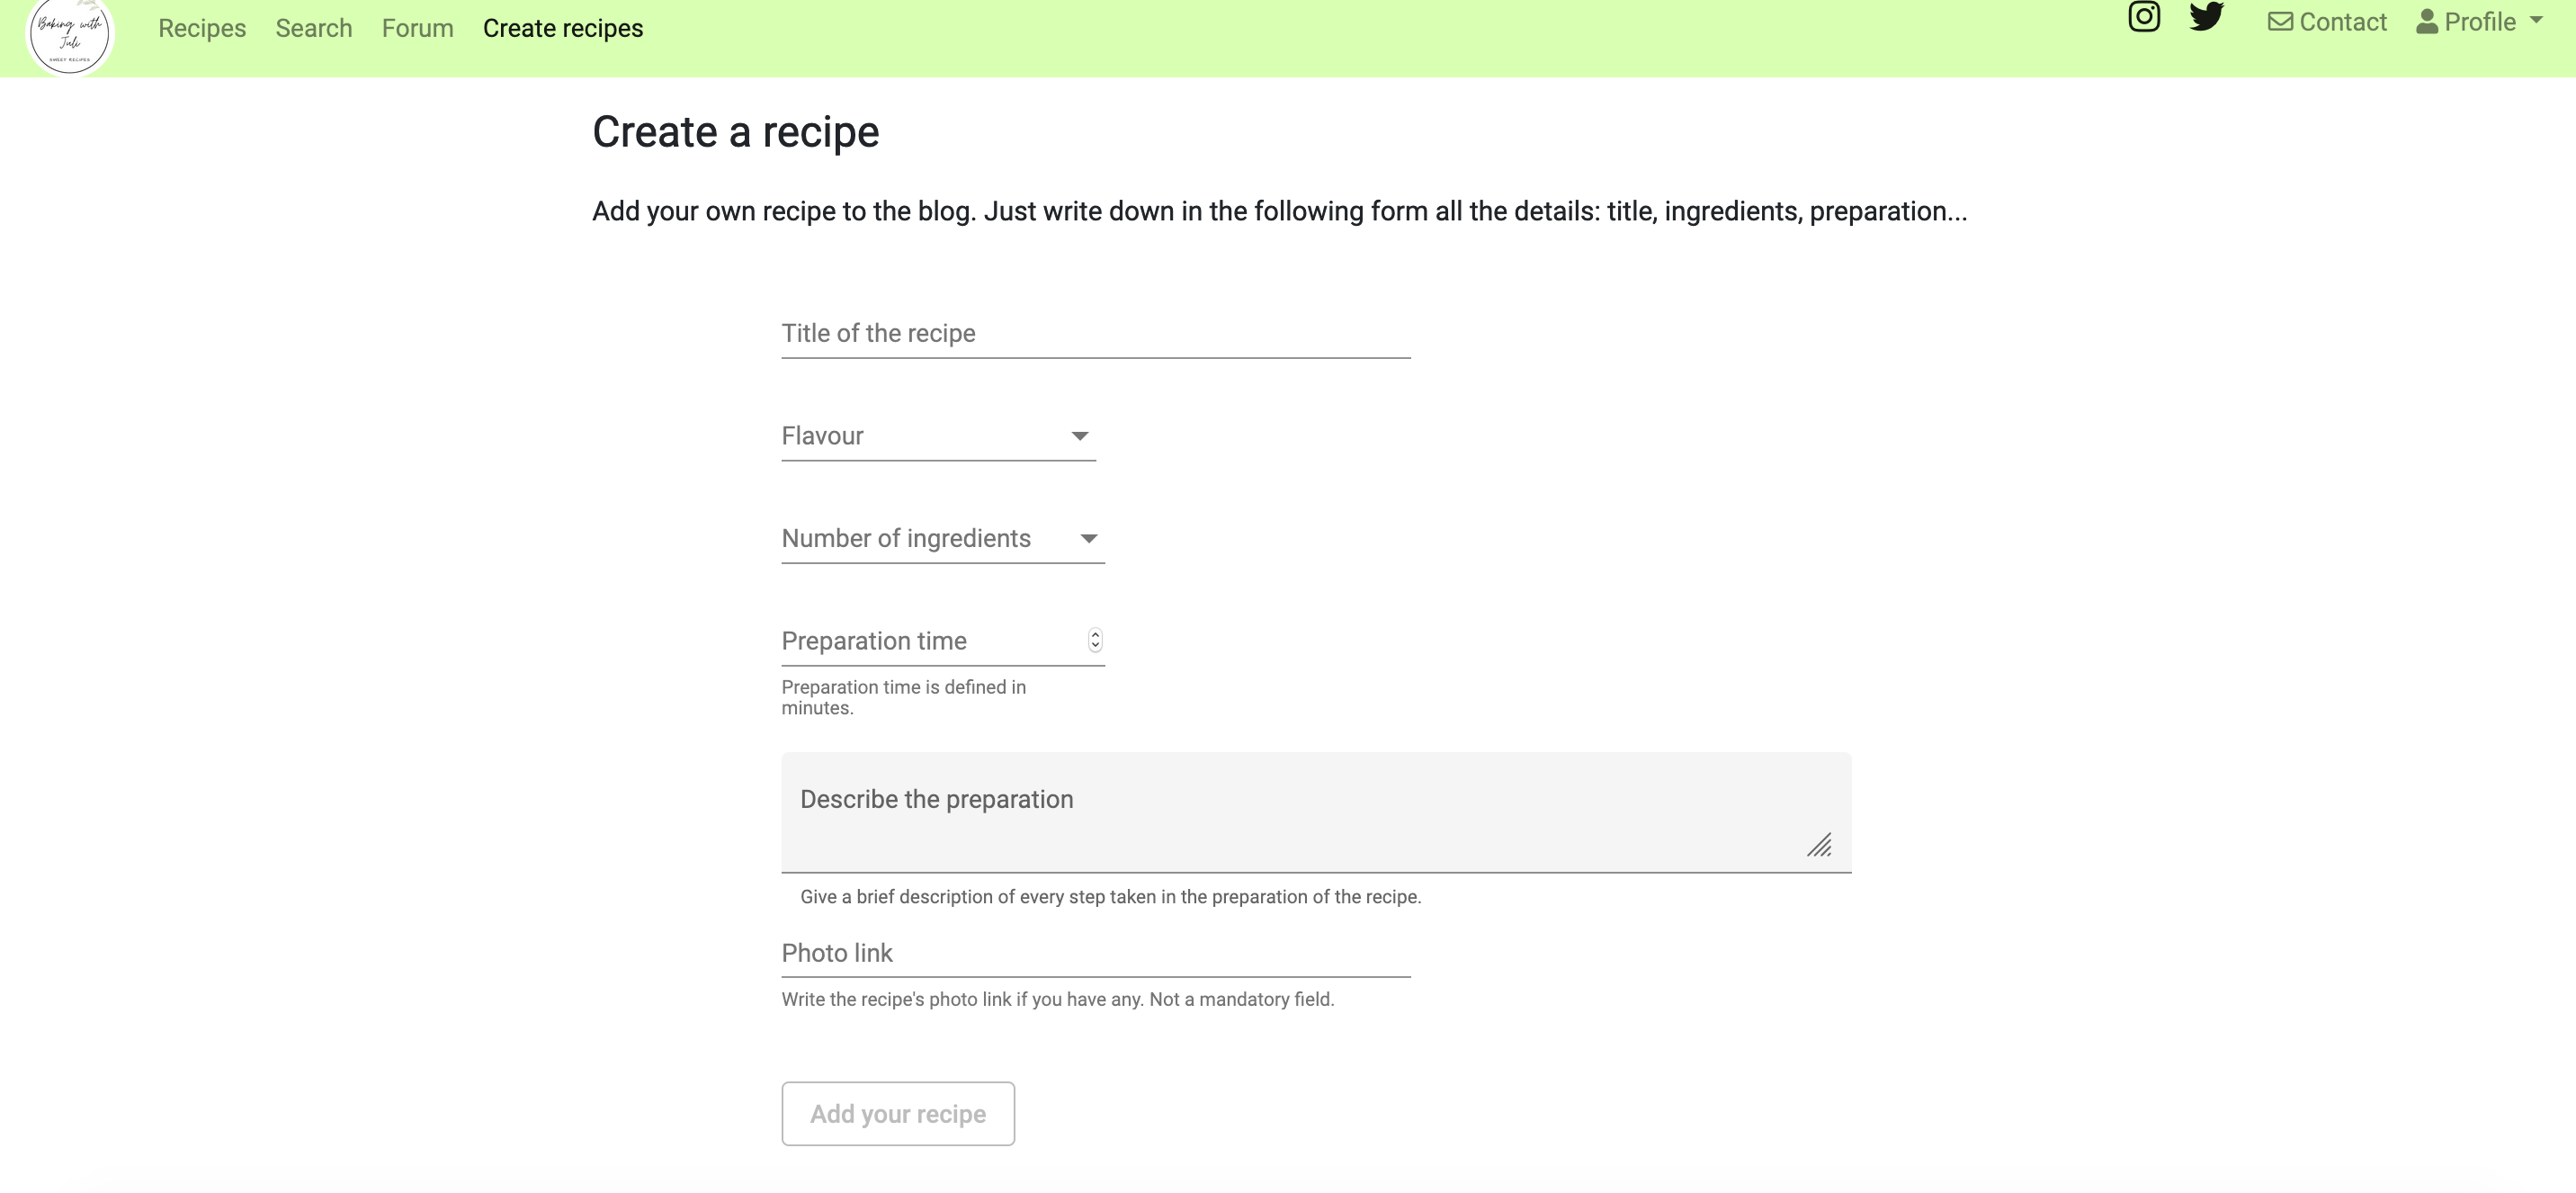 Baking with
Juli
SWEET RECIPES
Recipes
Search
Forum
Create recipes
Contact
Profile
Create a recipe
Add your own recipe to the blog. Just write down in the following form all the details: title, ingredients, preparation...
Title of the recipe
Flavour
Number of ingredients
Preparation time
Preparation time is defined in
minutes.
Describe the preparation
Give a brief description of every step taken in the preparation of the recipe.
Photo link
Write the recipe's photo link if you have any. Not a mandatory field.
Add your recipe